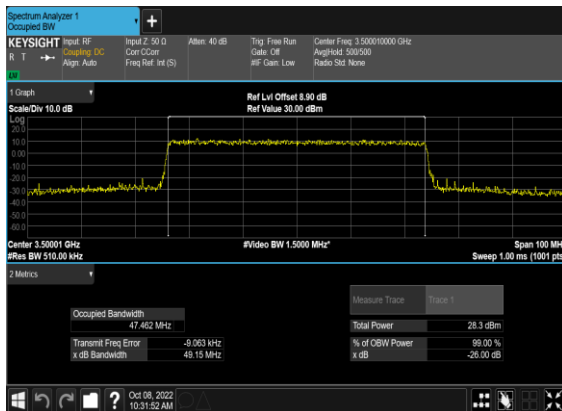 Spectrum Analyzer 1
Occupied BW
KEYSIGHT
R T
Input: RF
Coupling: DC
Align: Auto
Input Z: 50 Ω
Corr CCorr
Freq Ref: Int (S)
Atten: 40 dB
Trig: Free Run
Gate: Off
#IF Gain: Low
Center Freq: 3.500010000 GHz
Avg|Hold: 500/500
Radio Std: None
1 Graph
Scale/Div 10.0 dB
Ref Lvl Offset 8.90 dB
Ref Value 30.00 dBm
Log
20.0
10.0
0.00
-10.0
-20.0
-30.0
-40.0
-50.0
-60.0
Center 3.50001 GHz
#Res BW 510.00 kHz
#Video BW 1.5000 MHz*
Span 100 MH
Sweep 1.00 ms (1001 pts
2 Metrics
Measure Trace
Trace 1
Occupied Bandwidth
47.462 MHz
Total Power
28.3 dBm
Transmit Freq Error
-9.063 kHz
% of OBW Power
99.00 %
x dB Bandwidth
49.15 MHz
x dB
-26.00 dB
?
Oct 08, 2022
10:31:52 AM